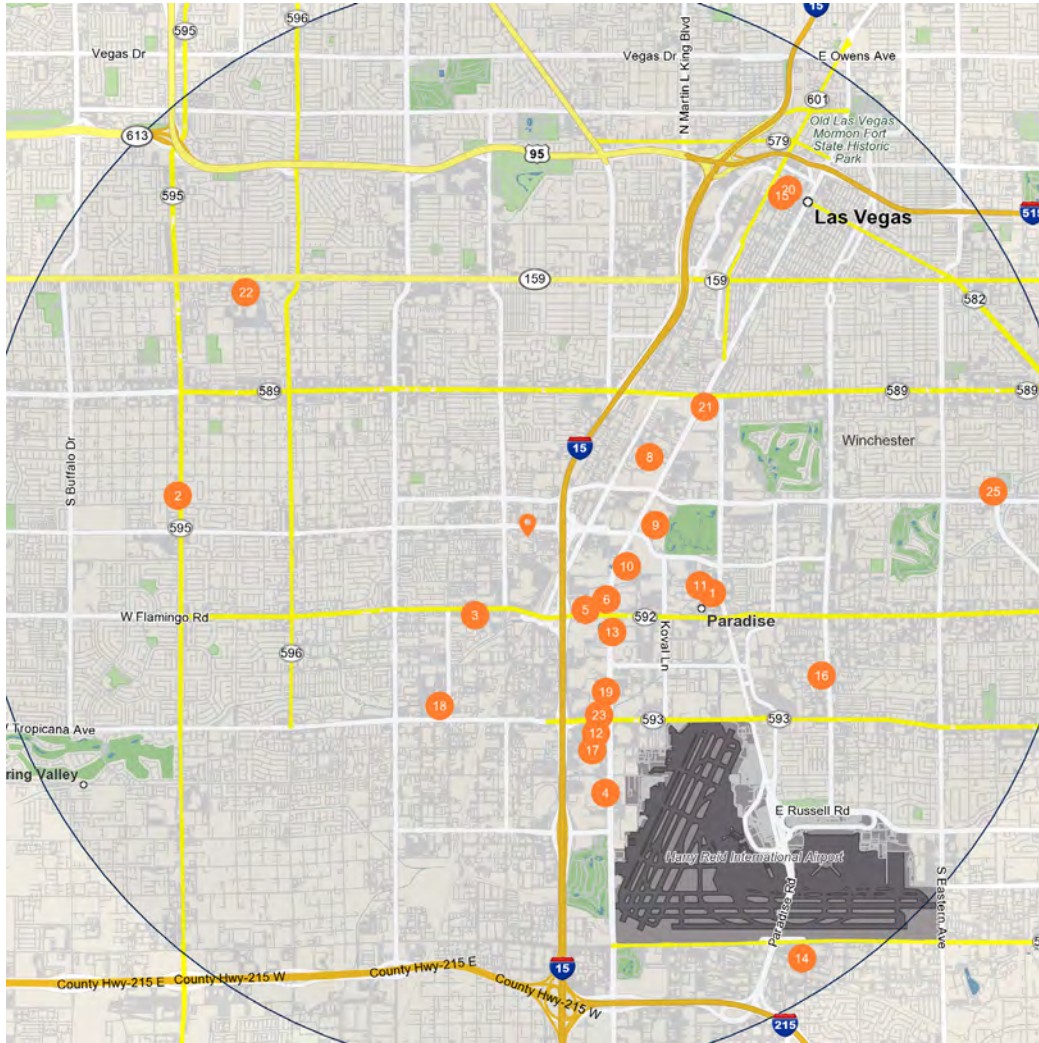 15
596
595
Vegas Dr
Vegas Dr
N Martin L King Blvd
E Owens Ave
601
613
95
579
Old Las Vegas
Mormon Fort
State Historic
Park
595
20
15
Las Vegas
515
22
159
159
582
589
589
589
21
S Buffalo Dr
15
8
Winchester
2
25
595
9
10
11
1
6
5
3
W Flamingo Rd
592
Paradise
13
Koval Ln
596
16
19
18
23
593
593
Tropicana Ave
12
17
ring Valley
4
E Russell Rd
Harry Reid International Airport
S Eastern Ave
Paradise Rd
14
15
County Hwy-215 E
County Hwy-215 W
County Hwy-215 E
County Hwy-215 W
215